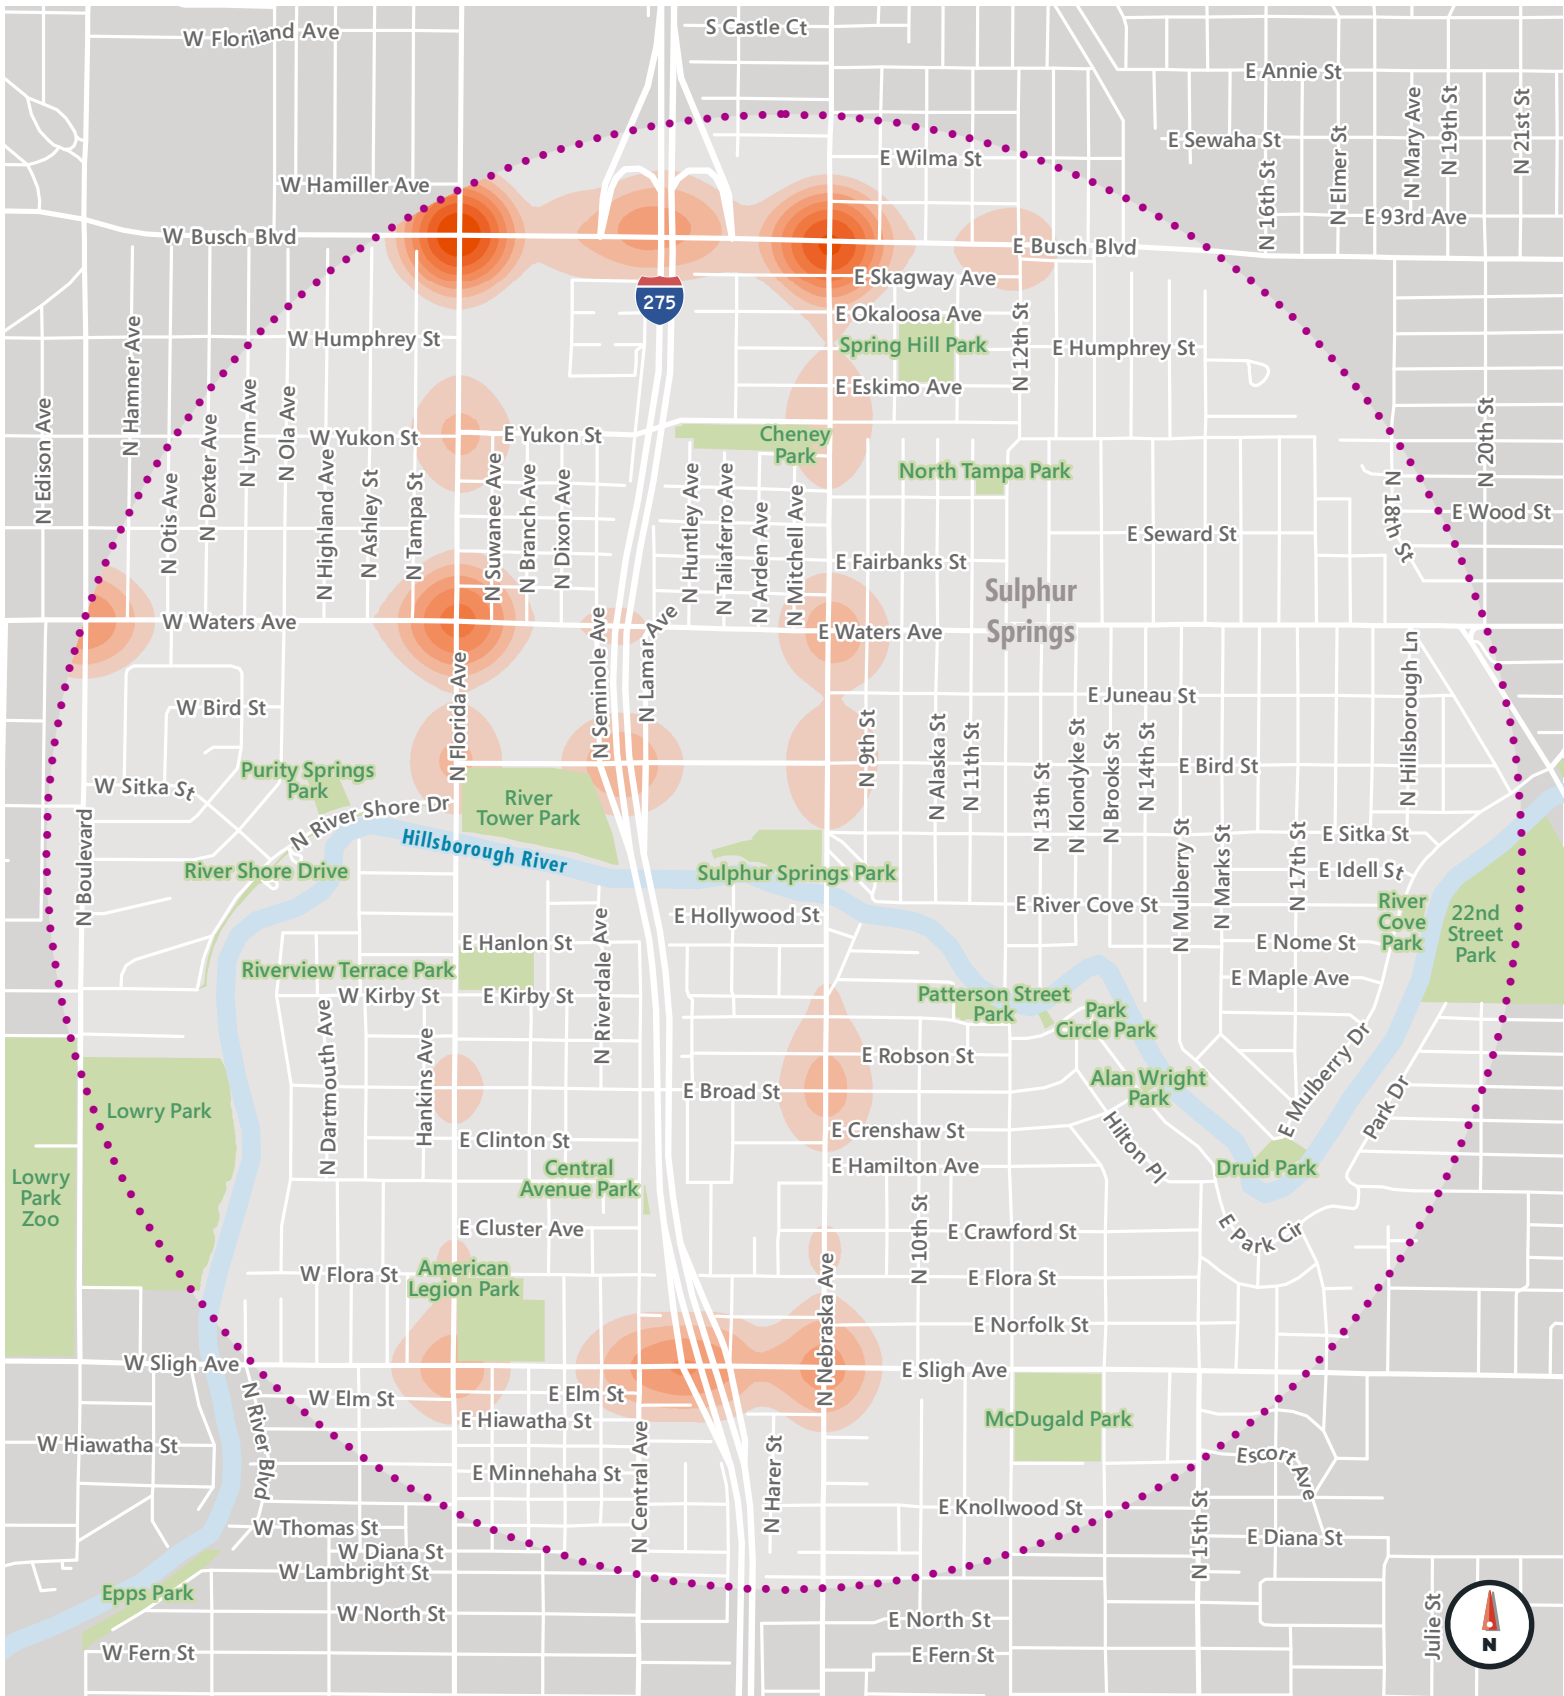 S Castle Ct
W Floriland Ave
E Annie St
E Sewaha St
N Mary Ave
N 19th St
N 21st St
N Elmer St
N 16th St
E Wilma St
W Hamiller Ave
E 93rd Ave
W Busch Blvd
E Busch Blvd
E Skagway Ave
275
E Okaloosa Ave
Spring Hill Park
W Humphrey St
E Humphrey St
N 12th St
E Eskimo Ave
N Edison Ave
N Hamner Ave
N Otis Ave
N Dexter Ave
N Lynn Ave
N Ola Ave
W Yukon St
E Yukon St
Cheney
Park
North Tampa Park
N 20th St
N 18th St
E Wood St
N Highland Ave
N Ashley St
N Tampa St
N Suwanee Ave
N Branch Ave
N Dixon Ave
N Huntley Ave
N Taliaferro Ave
N Arden Ave
N Mitchell Ave
E Seward St
E Fairbanks St
Sulphur
Springs
W Waters Ave
E Waters Ave
N Seminole Ave
N Lamar Ave
N Florida Ave
N Hillsborough Ln
E Juneau St
W Bird St
N 9th St
N Alaska St
N 11th St
N 13th St
N Klondyke St
N Brooks St
N 14th St
E Bird St
Purity Springs
Park
W Sitka St
River
Tower Park
N River Shore Dr
Hillsborough River
N Boulevard
River Shore Drive
Sulphur Springs Park
E Sitka St
E Idell St
N Mulberry St
N Marks St
N 17th St
E River Cove St
River
Cove
Park
22nd
Street
Park
E Hollywood St
E Hanlon St
E Nome St
E Maple Ave
Riverview Terrace Park
N Riverdale Ave
W Kirby St
E Kirby St
Patterson Street
Park
Park
Circle Park
N Dartmouth Ave
Hankins Ave
E Robson St
E Mulberry Dr
E Broad St
Alan Wright
Park
Park Dr
Lowry Park
E Clinton St
E Crenshaw St
Hilton Pl
Lowry
Park
Zoo
Central
Avenue Park
E Hamilton Ave
Druid Park
E Cluster Ave
N 10th St
E Crawford St
E Park Cir
W Flora St
American
Legion Park
E Flora St
N Nebraska Ave
E Norfolk St
W Sligh Ave
E Sligh Ave
W Elm St
E Elm St
N River Blvd
E Hiawatha St
McDugald Park
W Hiawatha St
E Minnehaha St
N Central Ave
N Harer St
Escort Ave
E Knollwood St
N 15th St
E Diana St
W Thomas St
W Diana St
W Lambright St
Epps Park
W North St
E North St
Julie St
N
W Fern St
E Fern St